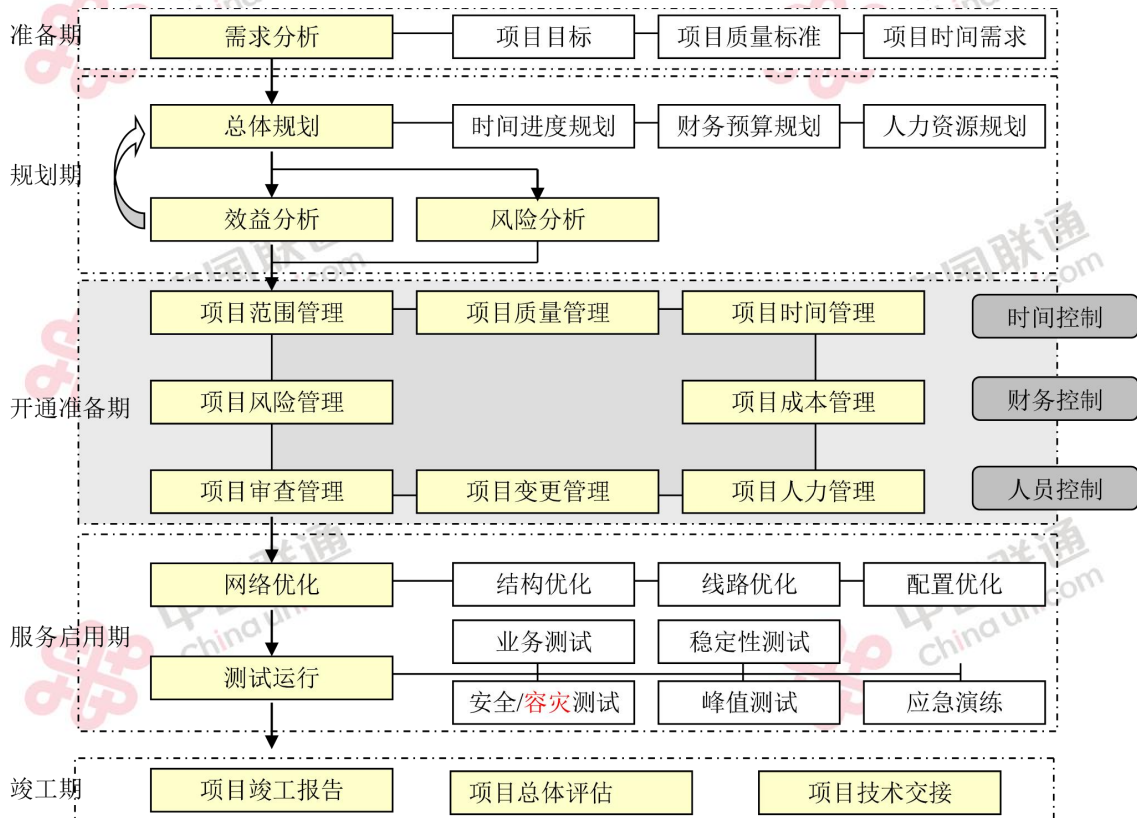 准备期
需求分析
项目目标
项目质量标准
项目时间需求
规划期
总体规划
时间进度规划
财务预算规划
人力资源规划
效益分析
风险分析
开通准备期
项目范围管理
项目质量管理
项目时间管理
时间控制
项目风险管理
项目成本管理
财务控制
项目审查管理
项目变更管理
项目人力管理
人员控制
服务启用期
网络优化
结构优化
线路优化
配置优化
业务测试
稳定性测试
测试运行
安全/容灾测试
峰值测试
应急演练
竣工期
项目竣工报告
项目总体评估
项目技术交接